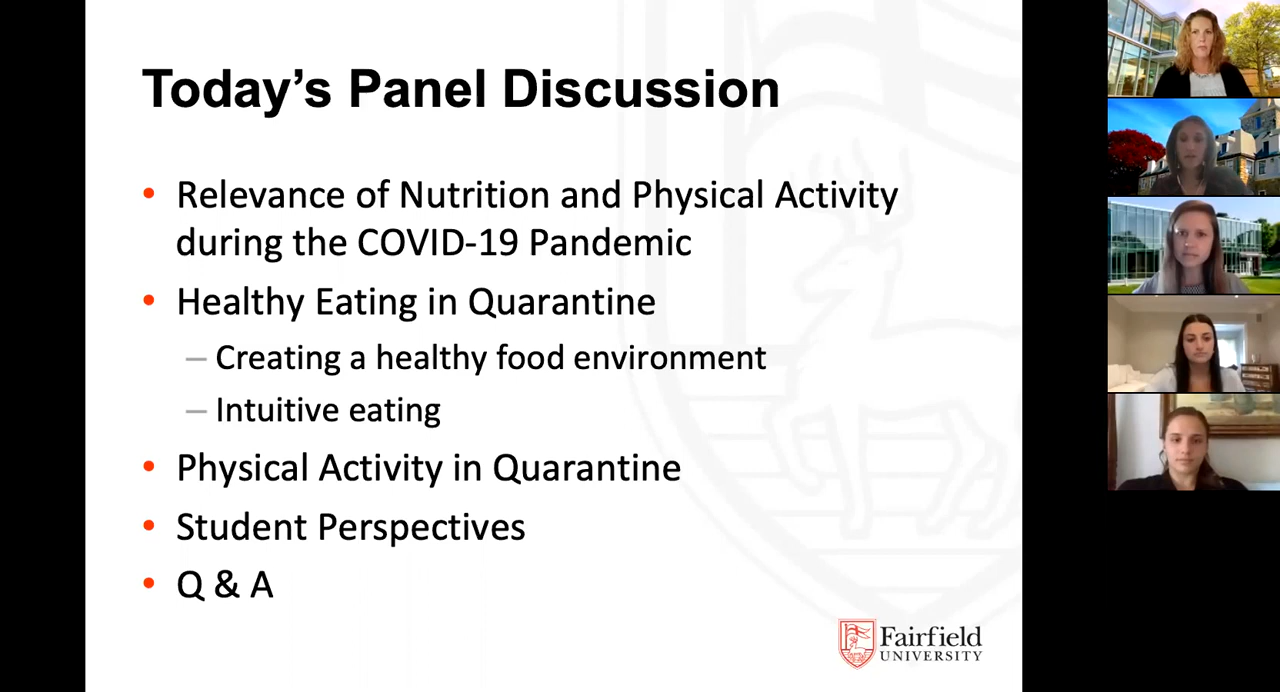 Today’s Panel Discussion
• Relevance of Nutrition and Physical Activity
during the COVID-19 Pandemic
• Healthy Eating in Quarantine
– Creating a healthy food environment
– Intuitive eating
• Physical Activity in Quarantine
• Student Perspectives
• Q & A
Fairfield
UNIVERSITY